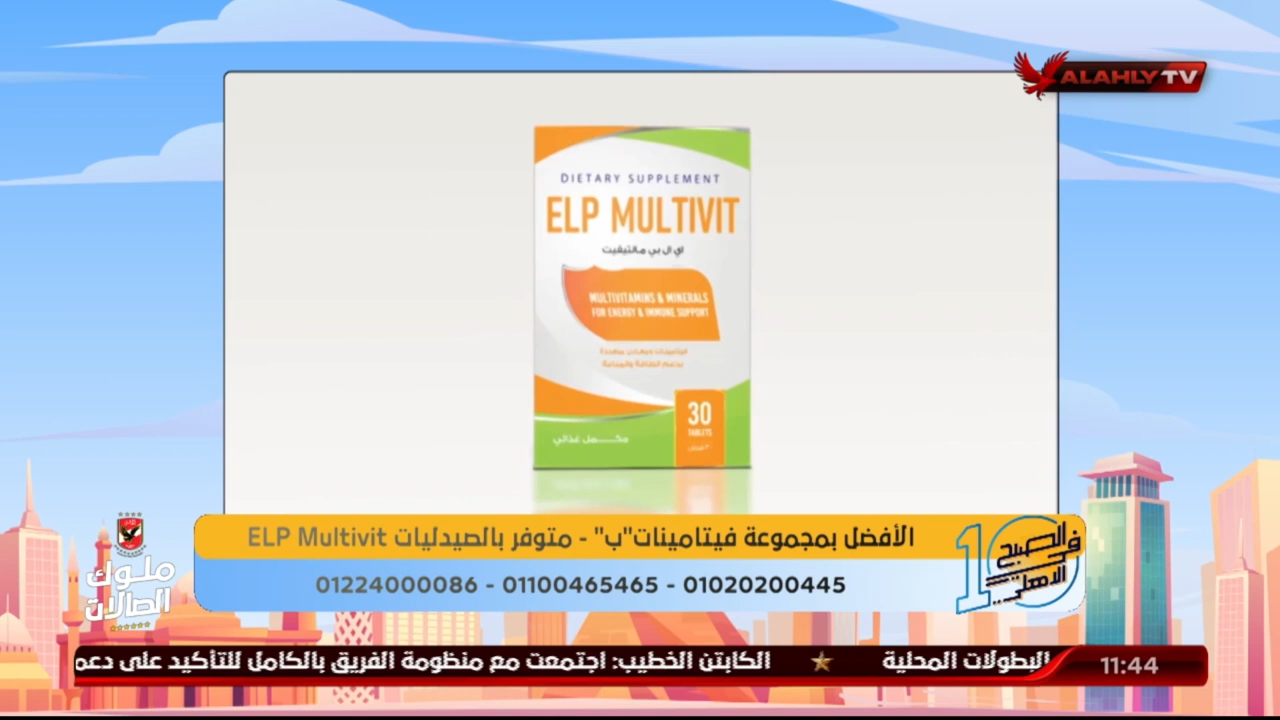 ALAHLY TV
DIETARY SUPPLEMENT
ELP MULTIVIT
اي ال بي مالتيفيت
MULTIVITAMINS & MINERALS
FOR ENERGY & IMMUNE SUPPORT
30
TABLETS
مكمل غذائي
الأفضل بمجموعة فيتامينات"ب" - متوفر بالصيدليات ELP Multivit
01224000086 - 01100465465 - 01020200445
10
في الصبح
الأهلي
ملوك
الصالات
البطولات المحلية
الكابتن الخطيب: اجتمعت مع منظومة الفريق بالكامل للتأكيد على دعم
11:44